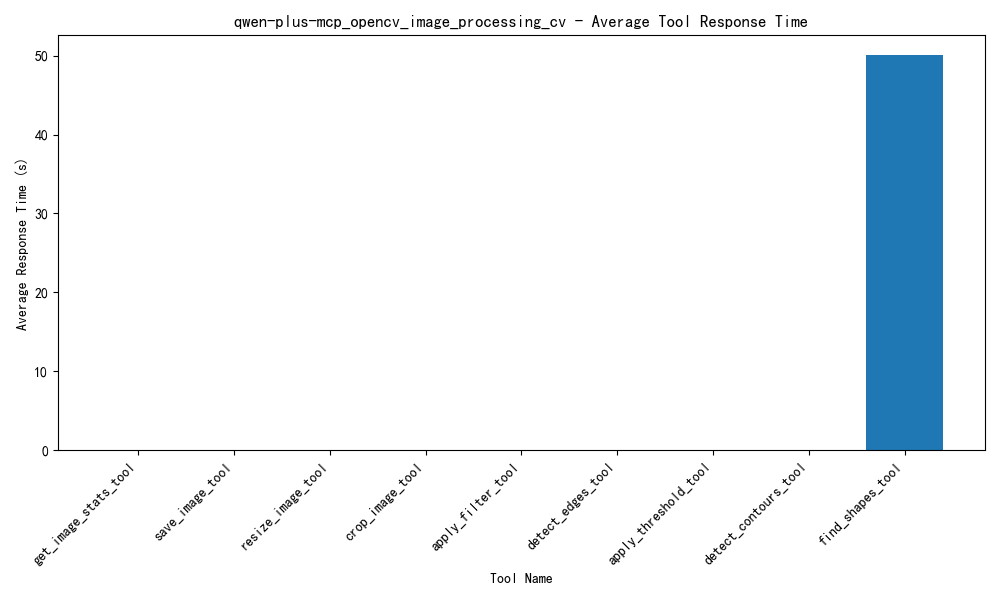 qwen-plus-mcp_opencv_image_processing_cv - Average Tool Response Time
Average Response Time (s)
50
40
30
20
10
0
get_image_stats_tool
save_image_tool
resize_image_tool
crop_image_tool
apply_filter_tool
detect_edges_tool
apply_threshold_tool
detect_contours_tool
find_shapes_tool
Tool Name